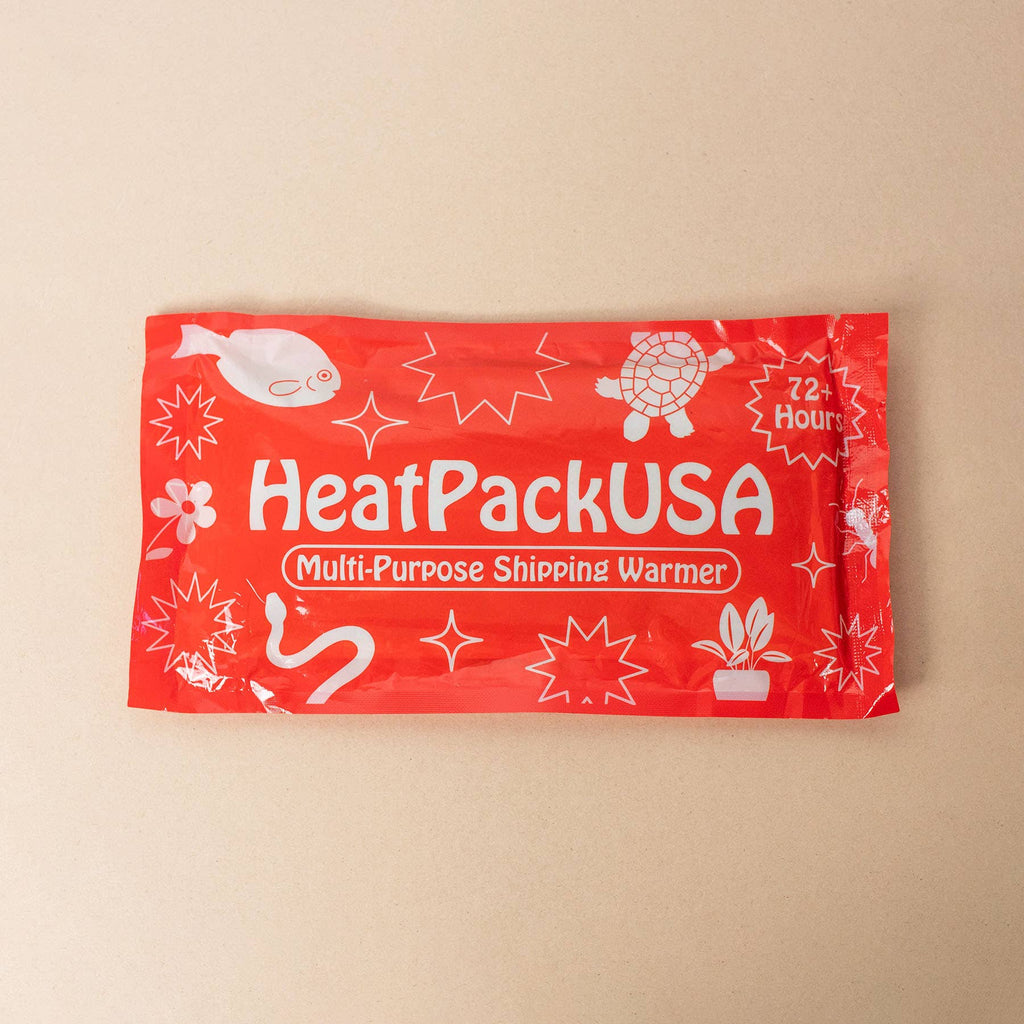 72+
Hours
HeatPackUSA
Multi-Purpose Shipping Warmer